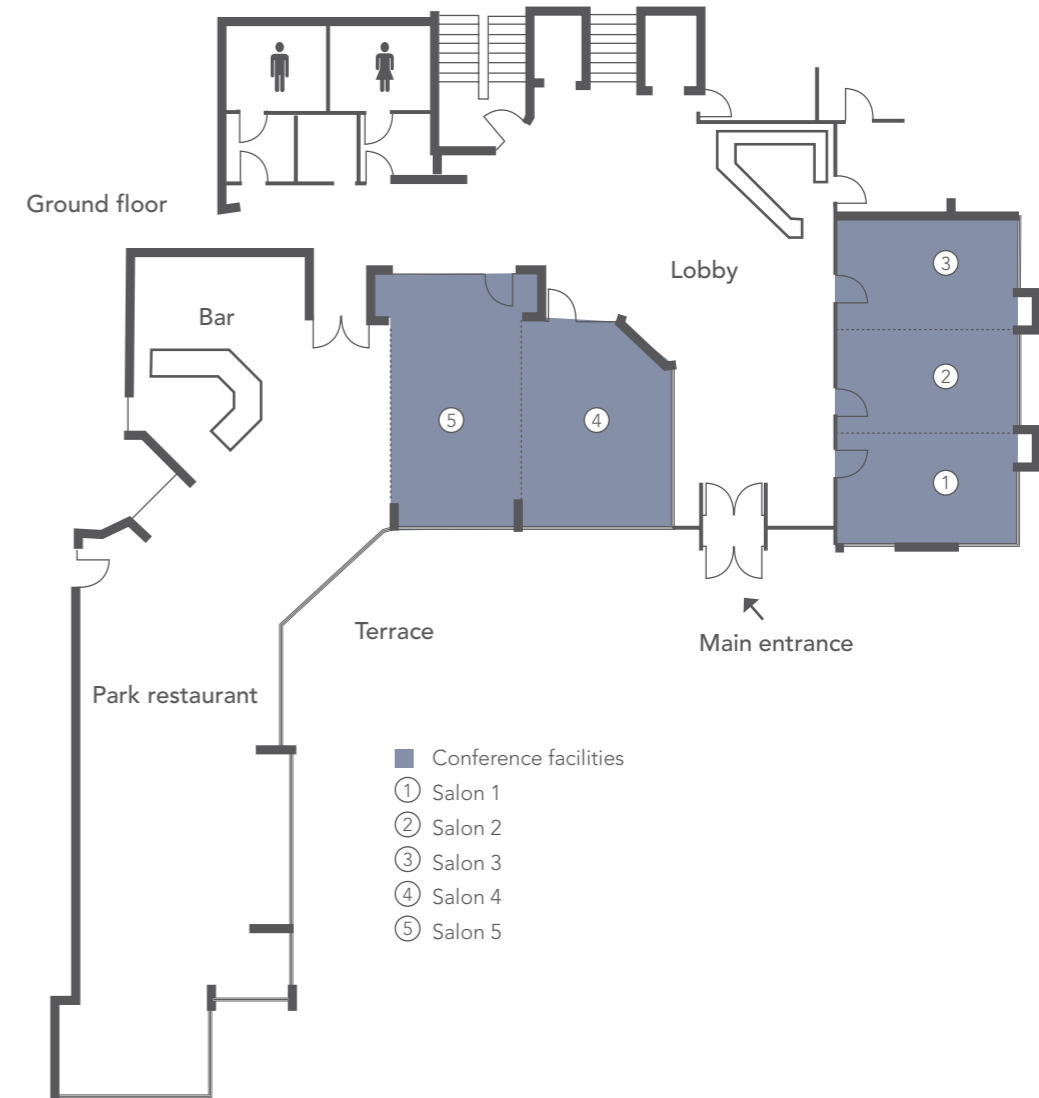 Ground floor
Lobby
3
Bar
2
5
4
1
Terrace
Main entrance
Park restaurant
Conference facilities
1 Salon 1
2 Salon 2
3 Salon 3
4 Salon 4
5 Salon 5